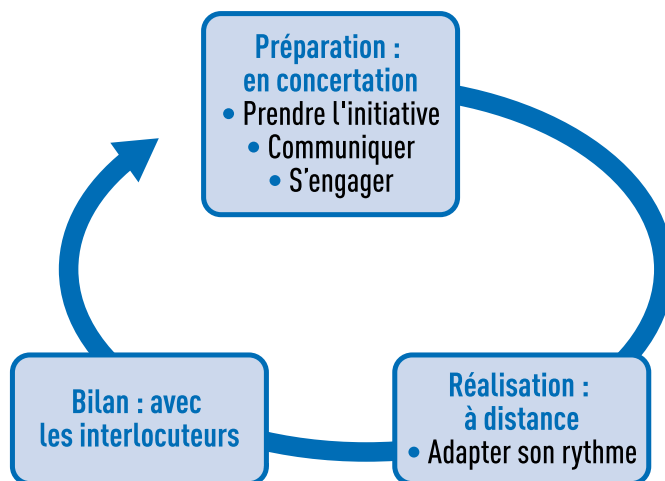 Préparation :
en concertation
• Prendre l'initiative
• Communiquer
• S'engager
Réalisation :
à distance
• Adapter son rythme
Bilan : avec
les interlocuteurs